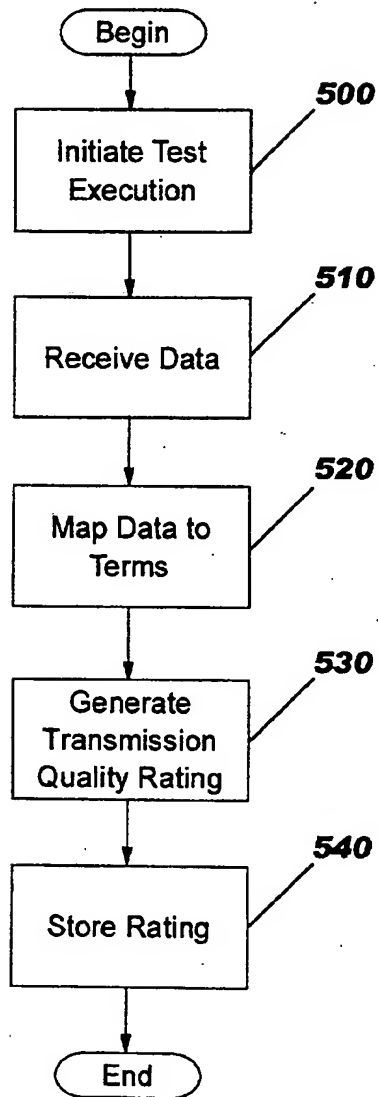 Begin
500
Initiate Test
Execution
510
Receive Data
520
Map Data to
Terms
530
Generate
Transmission
Quality Rating
540
Store Rating
End